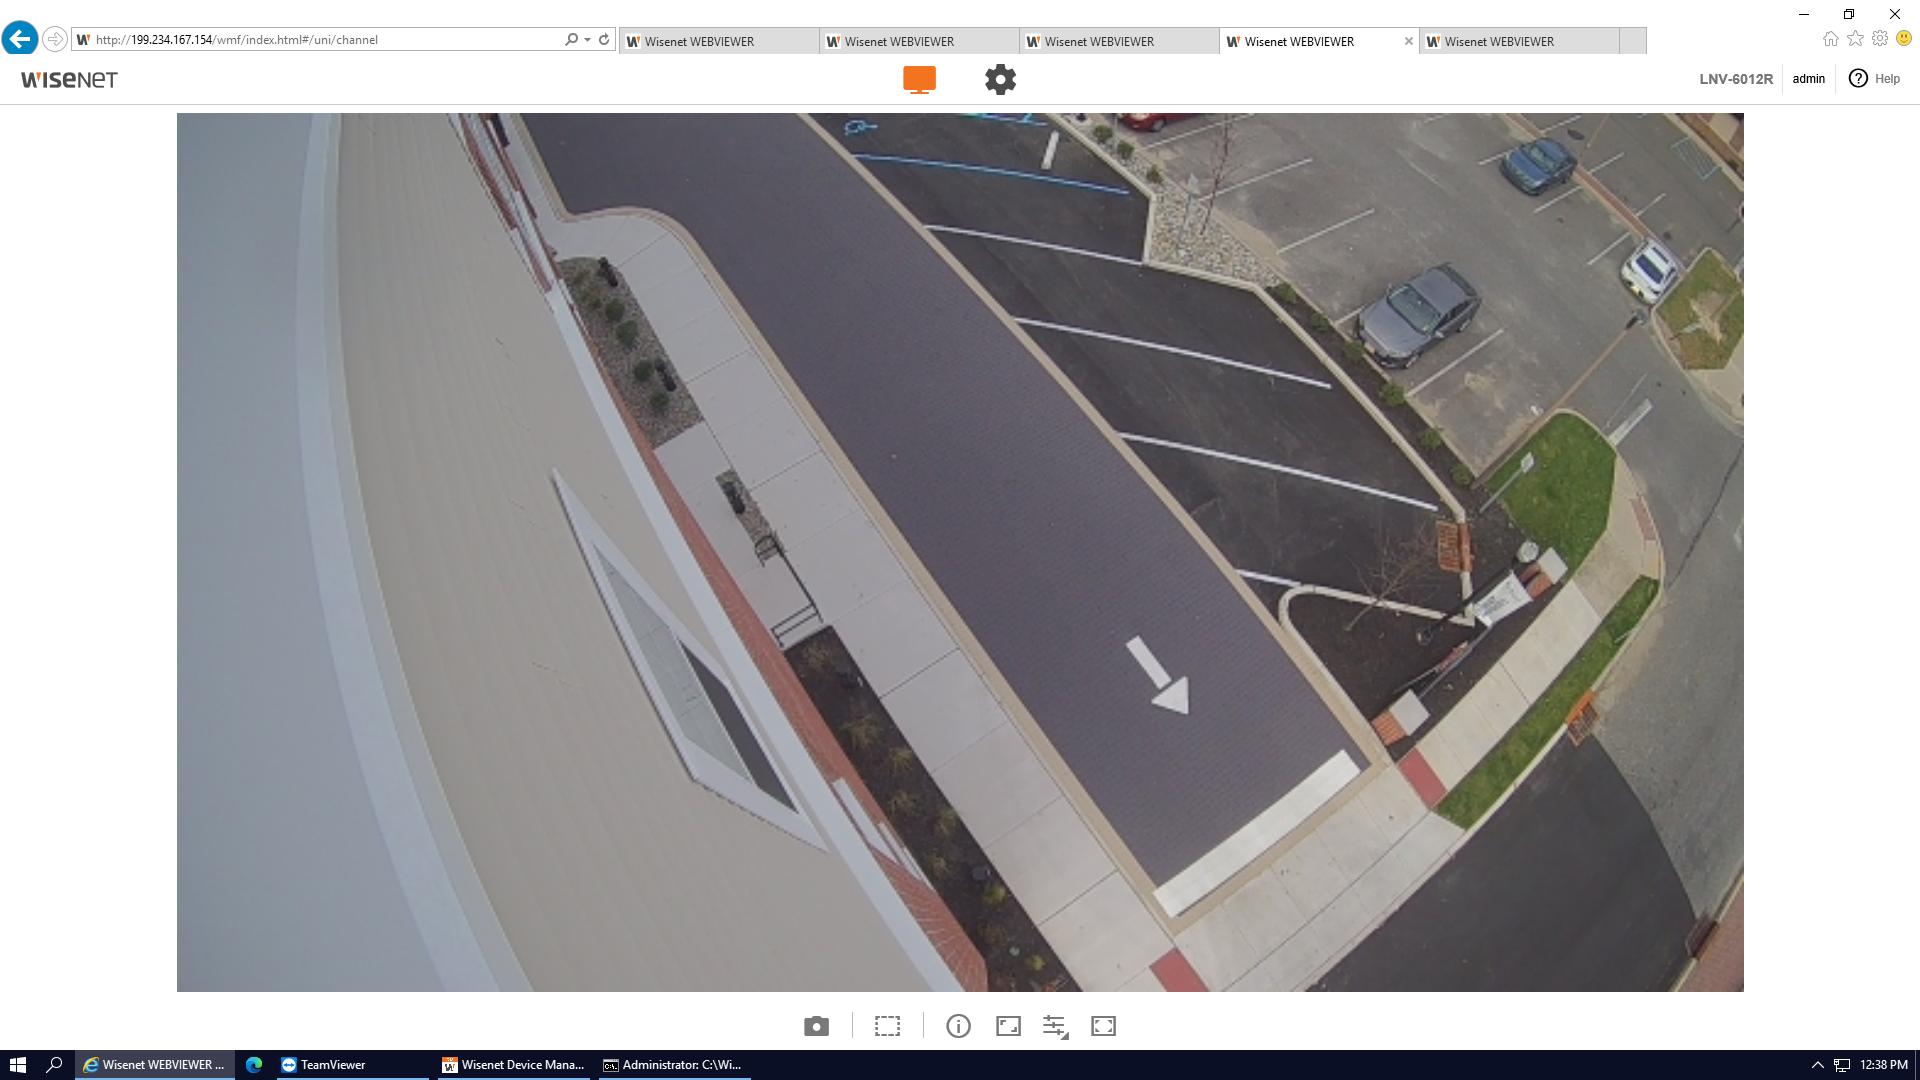 http://199.234.167.154/wmf/index.html#/uni/channel
Wisenet WEBVIEWER
Wisenet WEBVIEWER
Wisenet WEBVIEWER
Wisenet WEBVIEWER
Wisenet WEBVIEWER
WISENET
LNV-6012R
admin
Help
Wisenet WEBVIEWER ...
TeamViewer
Wisenet Device Mana...
Administrator: C:\Wi...
12:38 PM